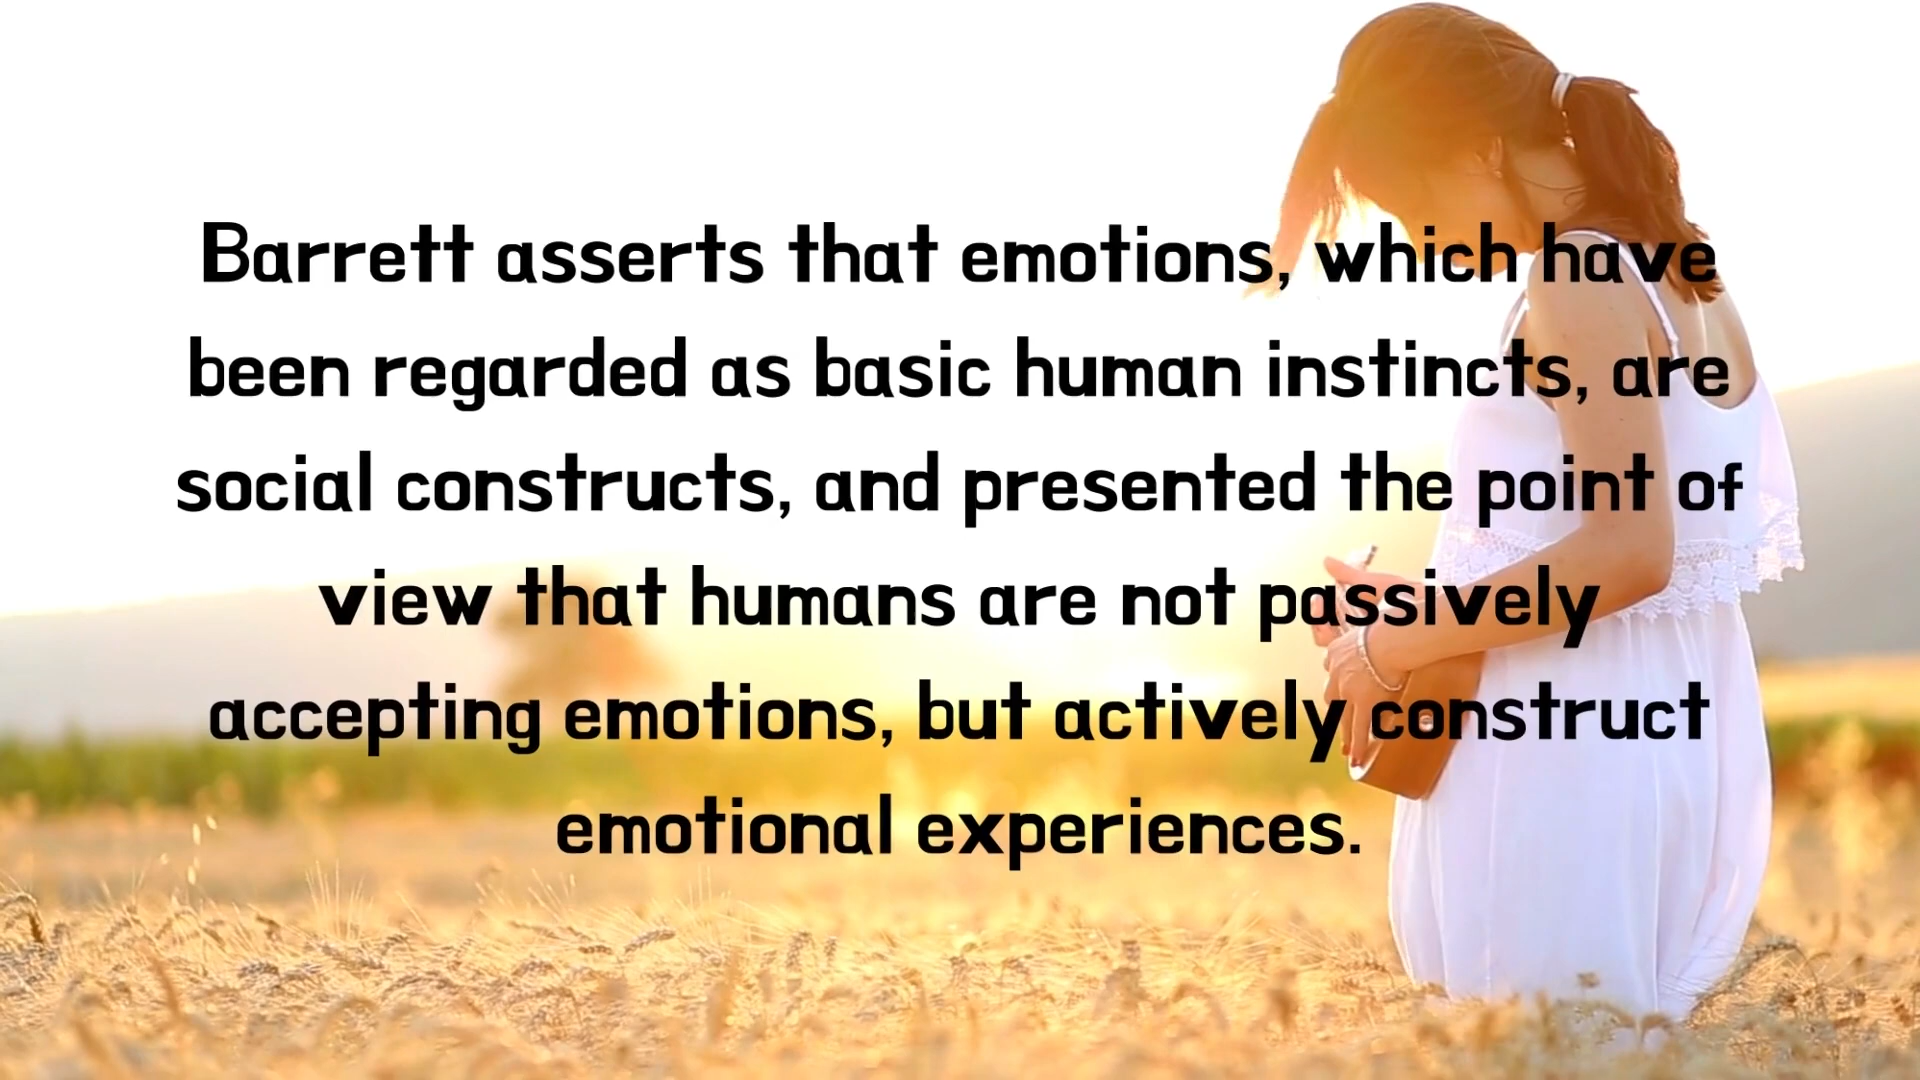 Barrett asserts that emotions, which have
been regarded as basic human instincts, are
social constructs, and presented the point of
view that humans are not passively
accepting emotions, but actively construct
emotional experiences.